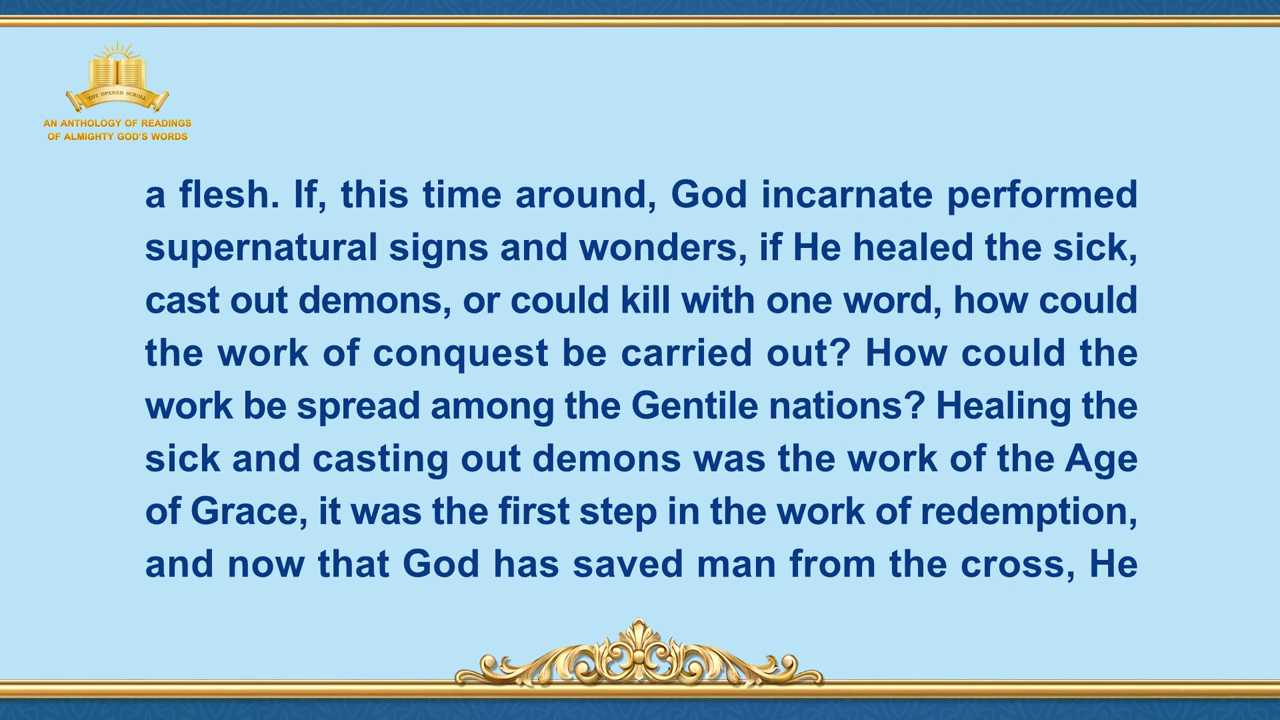 THE OPENED SCROLL
AN ANTHOLOGY OF READINGS
OF ALMIGHTY GOD'S WORDS
a flesh. If, this time around, God incarnate performed
supernatural signs and wonders, if He healed the sick,
cast out demons, or could kill with one word, how could
the work of conquest be carried out? How could the
work be spread among the Gentile nations? Healing the
sick and casting out demons was the work of the Age
of Grace, it was the first step in the work of redemption,
and now that God has saved man from the cross, He